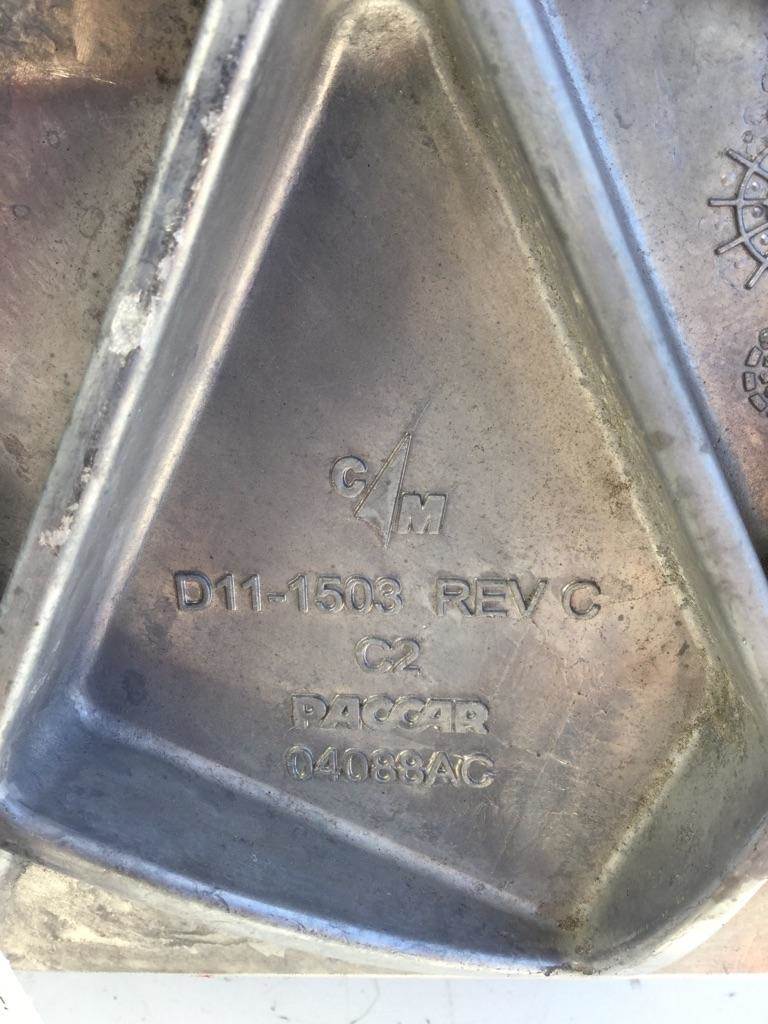 C M
D11-1503 REV C
C2
PACCAR
04088AC